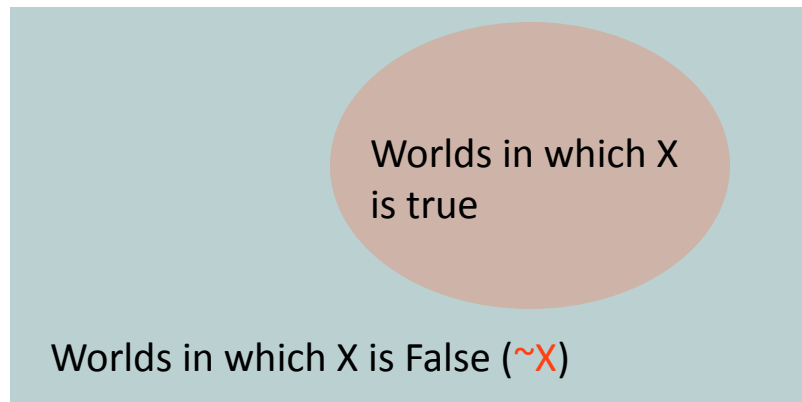 Worlds in which X
is true
Worlds in which X is False (~X)